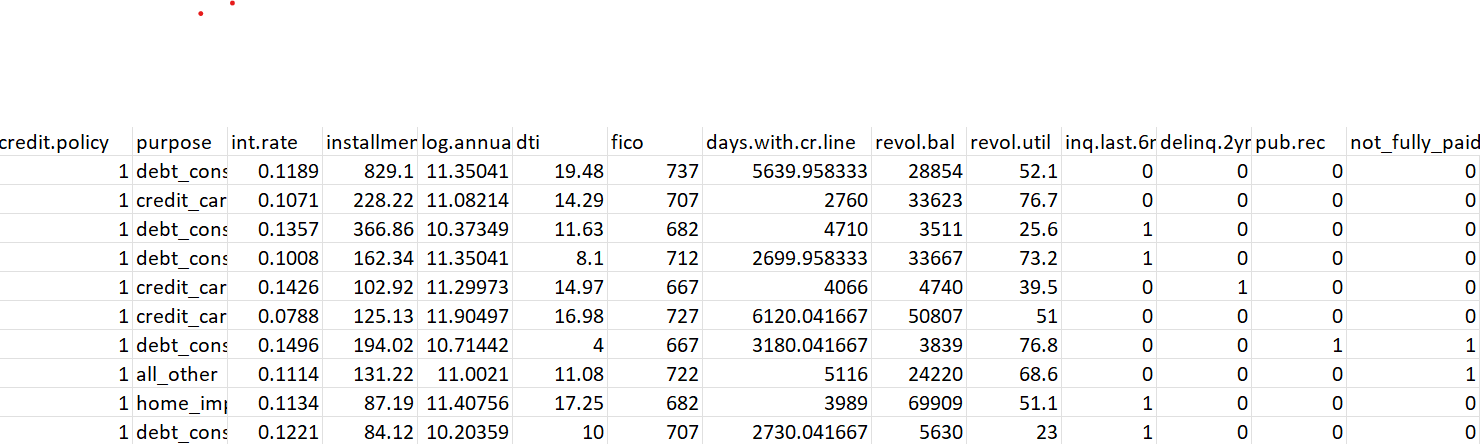 credit.policy purpose int.rate installmer log.annua dti fico days.with.cr.line revol.bal revol.util inq.last.6r delinq.2yr pub.rec not_fully_paid
1 debt_cons 0.1189 829.1 11.35041 19.48 737 5639.958333 28854 52.1 0 0 0 0
1 credit_car 0.1071 228.22 11.08214 14.29 707 2760 33623 76.7 0 0 0 0
1 debt_cons 0.1357 366.86 10.37349 11.63 682 4710 3511 25.6 1 0 0 0
1 debt_cons 0.1008 162.34 11.35041 8.1 712 2699.958333 33667 73.2 1 0 0 0
1 credit_car 0.1426 102.92 11.29973 14.97 667 4066 4740 39.5 0 1 0 0
1 credit_car 0.0788 125.13 11.90497 16.98 727 6120.041667 50807 51 0 0 0 0
1 debt_cons 0.1496 194.02 10.71442 4 667 3180.041667 3839 76.8 0 0 1 1
1 all_other 0.1114 131.22 11.0021 11.08 722 5116 24220 68.6 0 0 0 1
1 home_imp 0.1134 87.19 11.40756 17.25 682 3989 69909 51.1 1 0 0 0
1 debt_cons 0.1221 84.12 10.20359 10 707 2730.041667 5630 23 1 0 0 0